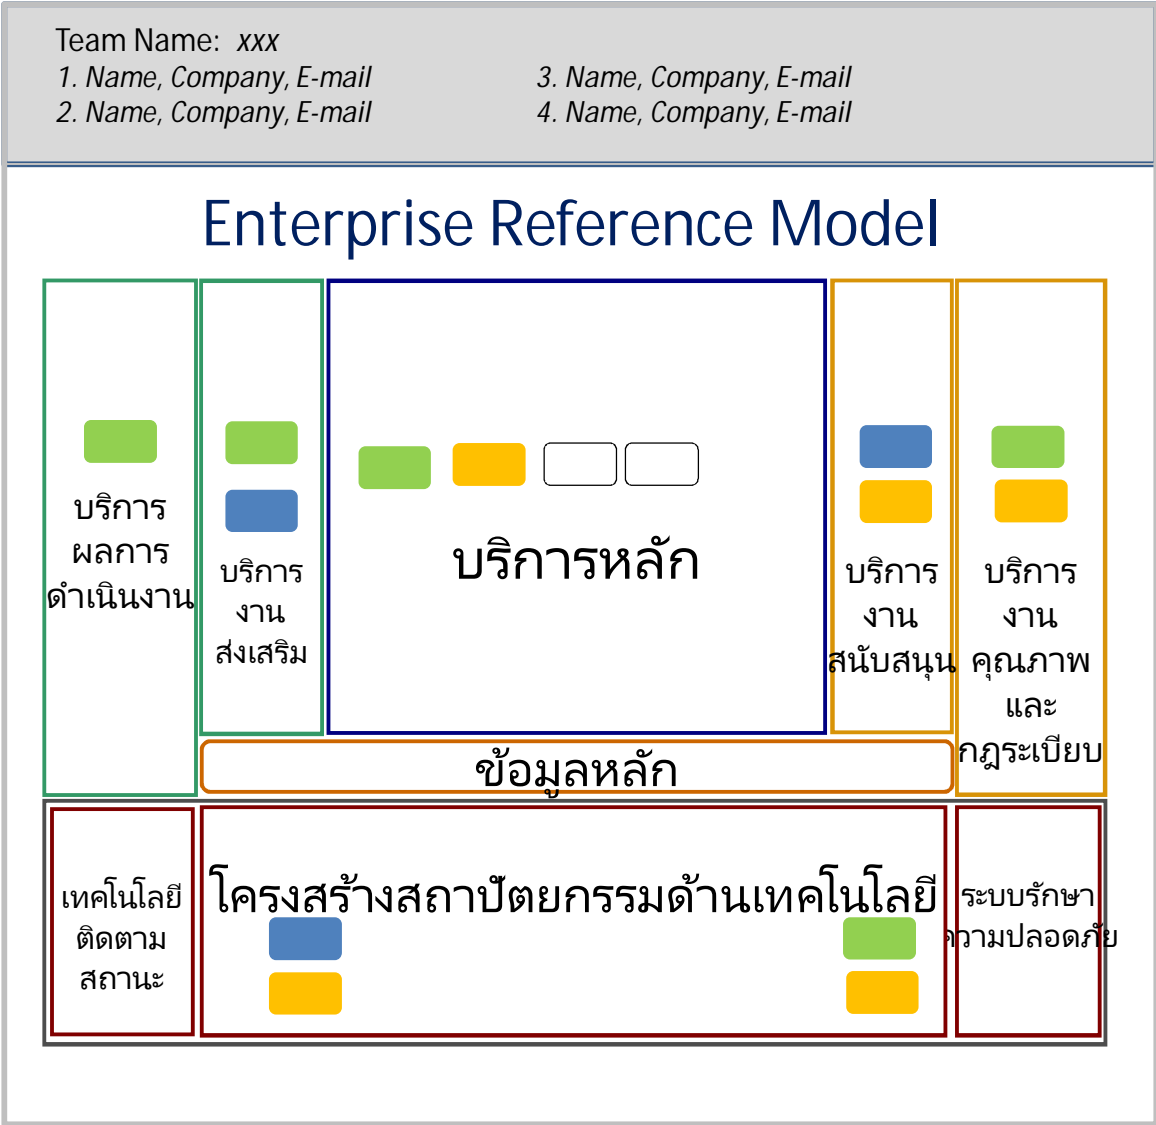 Team Name: xxx
1. Name, Company, E-mail
3. Name, Company, E-mail
2. Name, Company, E-mail
4. Name, Company, E-mail
Enterprise Reference Model
บริการ
ผลการ
ดำเนินงาน
บริการ
งาน
ส่งเสริม
บริการหลัก
บริการ
งาน
สนับสนุน
บริการ
งาน
คุณภาพ
และ
กฎระเบียบ
ข้อมูลหลัก
เทคโนโลยี
ติดตาม
สถานะ
โครงสร้างสถาปัตยกรรมด้านเทคโนโลยี
ระบบรักษา
ความปลอดภัย